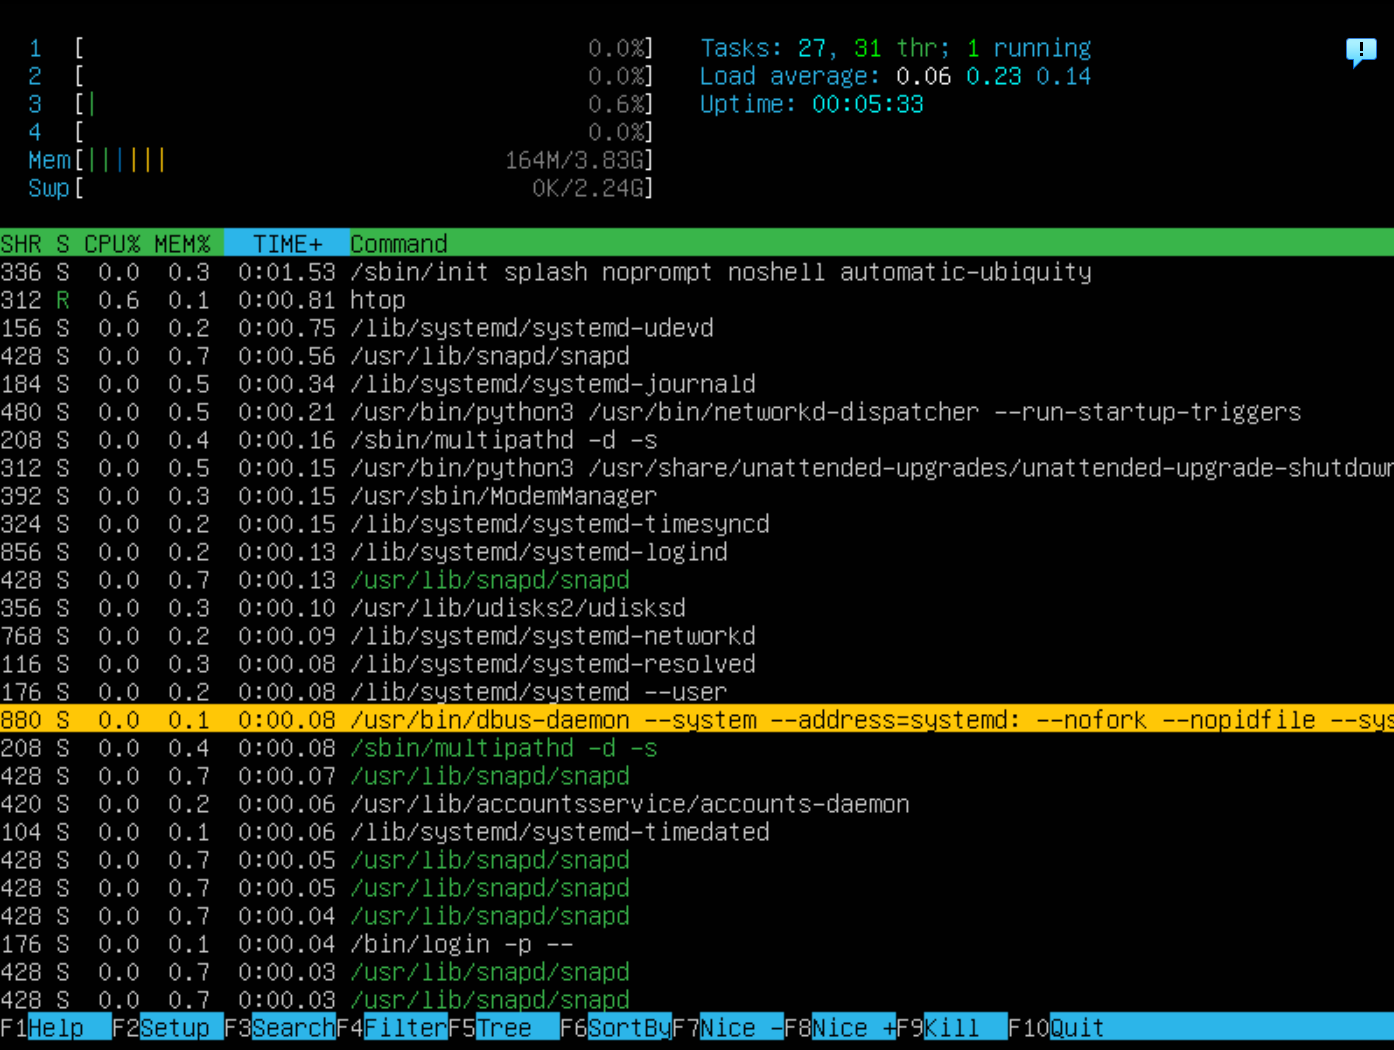 1 [ 0.0%] Tasks: 27, 31 thr; 1 running
2 [ 0.0%] Load average: 0.06 0.23 0.14
3 [| 0.6%] Uptime: 00:05:33
4 [ 0.0%]
Mem[|||||| 164M/3.83G]
Swp[ 0K/2.24G]
SHR S CPU% MEM% TIME+ Command
336 S 0.0 0.3 0:01.53 /sbin/init splash noprompt noshell automatic-ubiquity
312 R 0.6 0.1 0:00.81 htop
156 S 0.0 0.2 0:00.75 /lib/systemd/systemd-udevd
428 S 0.0 0.7 0:00.56 /usr/lib/snapd/snapd
184 S 0.0 0.5 0:00.34 /lib/systemd/systemd-journald
480 S 0.0 0.5 0:00.21 /usr/bin/python3 /usr/bin/networkd-dispatcher --run-startup-triggers
208 S 0.0 0.4 0:00.16 /sbin/multipathd -d -s
312 S 0.0 0.5 0:00.15 /usr/bin/python3 /usr/share/unattended-upgrades/unattended-upgrade-shutdown
392 S 0.0 0.3 0:00.15 /usr/sbin/ModemManager
324 S 0.0 0.2 0:00.15 /lib/systemd/systemd-timesyncd
856 S 0.0 0.2 0:00.13 /lib/systemd/systemd-logind
428 S 0.0 0.7 0:00.13 /usr/lib/snapd/snapd
356 S 0.0 0.3 0:00.10 /usr/lib/udisks2/udisksd
768 S 0.0 0.2 0:00.09 /lib/systemd/systemd-networkd
116 S 0.0 0.3 0:00.08 /lib/systemd/systemd-resolved
176 S 0.0 0.2 0:00.08 /lib/systemd/systemd --user
880 S 0.0 0.1 0:00.08 /usr/bin/dbus-daemon --system --address=systemd: --nofork --nopidfile --sys
208 S 0.0 0.4 0:00.08 /sbin/multipathd -d -s
428 S 0.0 0.7 0:00.07 /usr/lib/snapd/snapd
420 S 0.0 0.2 0:00.06 /usr/lib/accountsservice/accounts-daemon
104 S 0.0 0.1 0:00.06 /lib/systemd/systemd-timedated
428 S 0.0 0.7 0:00.05 /usr/lib/snapd/snapd
428 S 0.0 0.7 0:00.05 /usr/lib/snapd/snapd
428 S 0.0 0.7 0:00.04 /usr/lib/snapd/snapd
176 S 0.0 0.1 0:00.04 /bin/login -p --
428 S 0.0 0.7 0:00.03 /usr/lib/snapd/snapd
428 S 0.0 0.7 0:00.03 /usr/lib/snapd/snapd
F1Help F2Setup F3SearchF4FilterF5Tree F6SortByF7Nice -F8Nice +F9Kill F10Quit